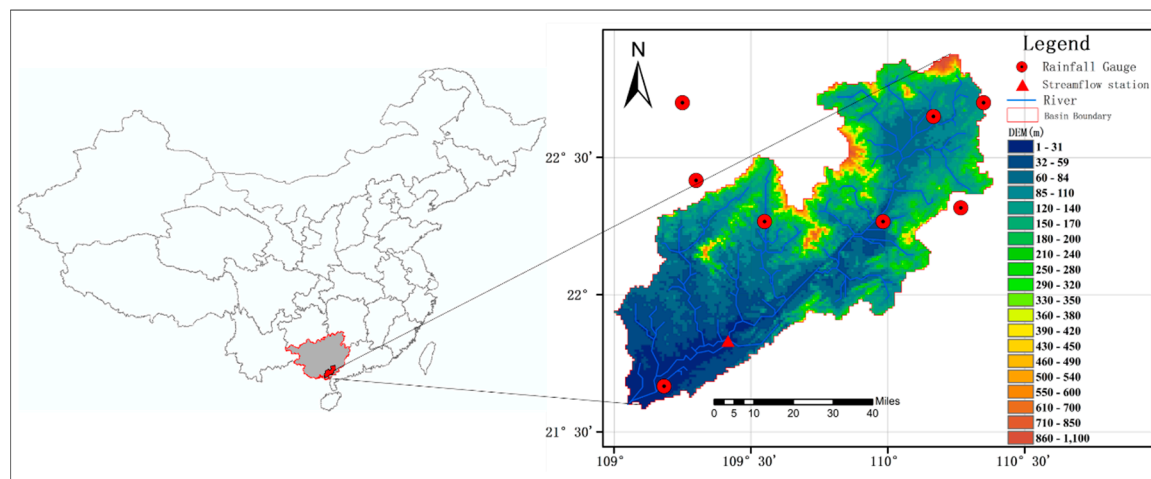 N
Legend
Rainfall Gauge
Streamflow station
River
Basin Boundary
DEM(m)
1 - 31
32 - 59
60 - 84
85 - 110
120 - 140
150 - 170
180 - 200
210 - 240
250 - 280
290 - 320
330 - 350
360 - 380
390 - 420
430 - 450
460 - 490
500 - 540
550 - 600
610 - 700
710 - 850
860 - 1,100
22° 30'
22°
21° 30'
Miles
0 5 10 20 30 40
109° 109° 30' 110° 110° 30'